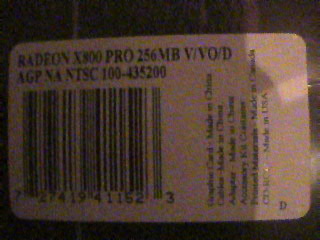 RADEON X800 PRO 256MB V/VO/D
AGP NA NTSC 100-435200
7 27419 41152 3
Graphics Card - Made in China
Cables - Made in China
Adapter - Made in China
Accessory Kit Contains:
Printed Materials - Made in Canada
CD-ROM - Made in USA
D